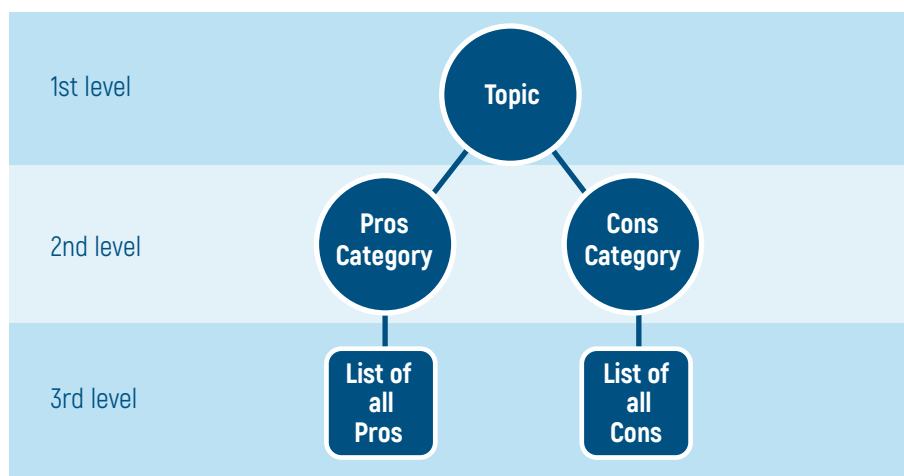 1st level
Topic
2nd level
Pros
Category
Cons
Category
3rd level
List of
all
Pros
List of
all
Cons